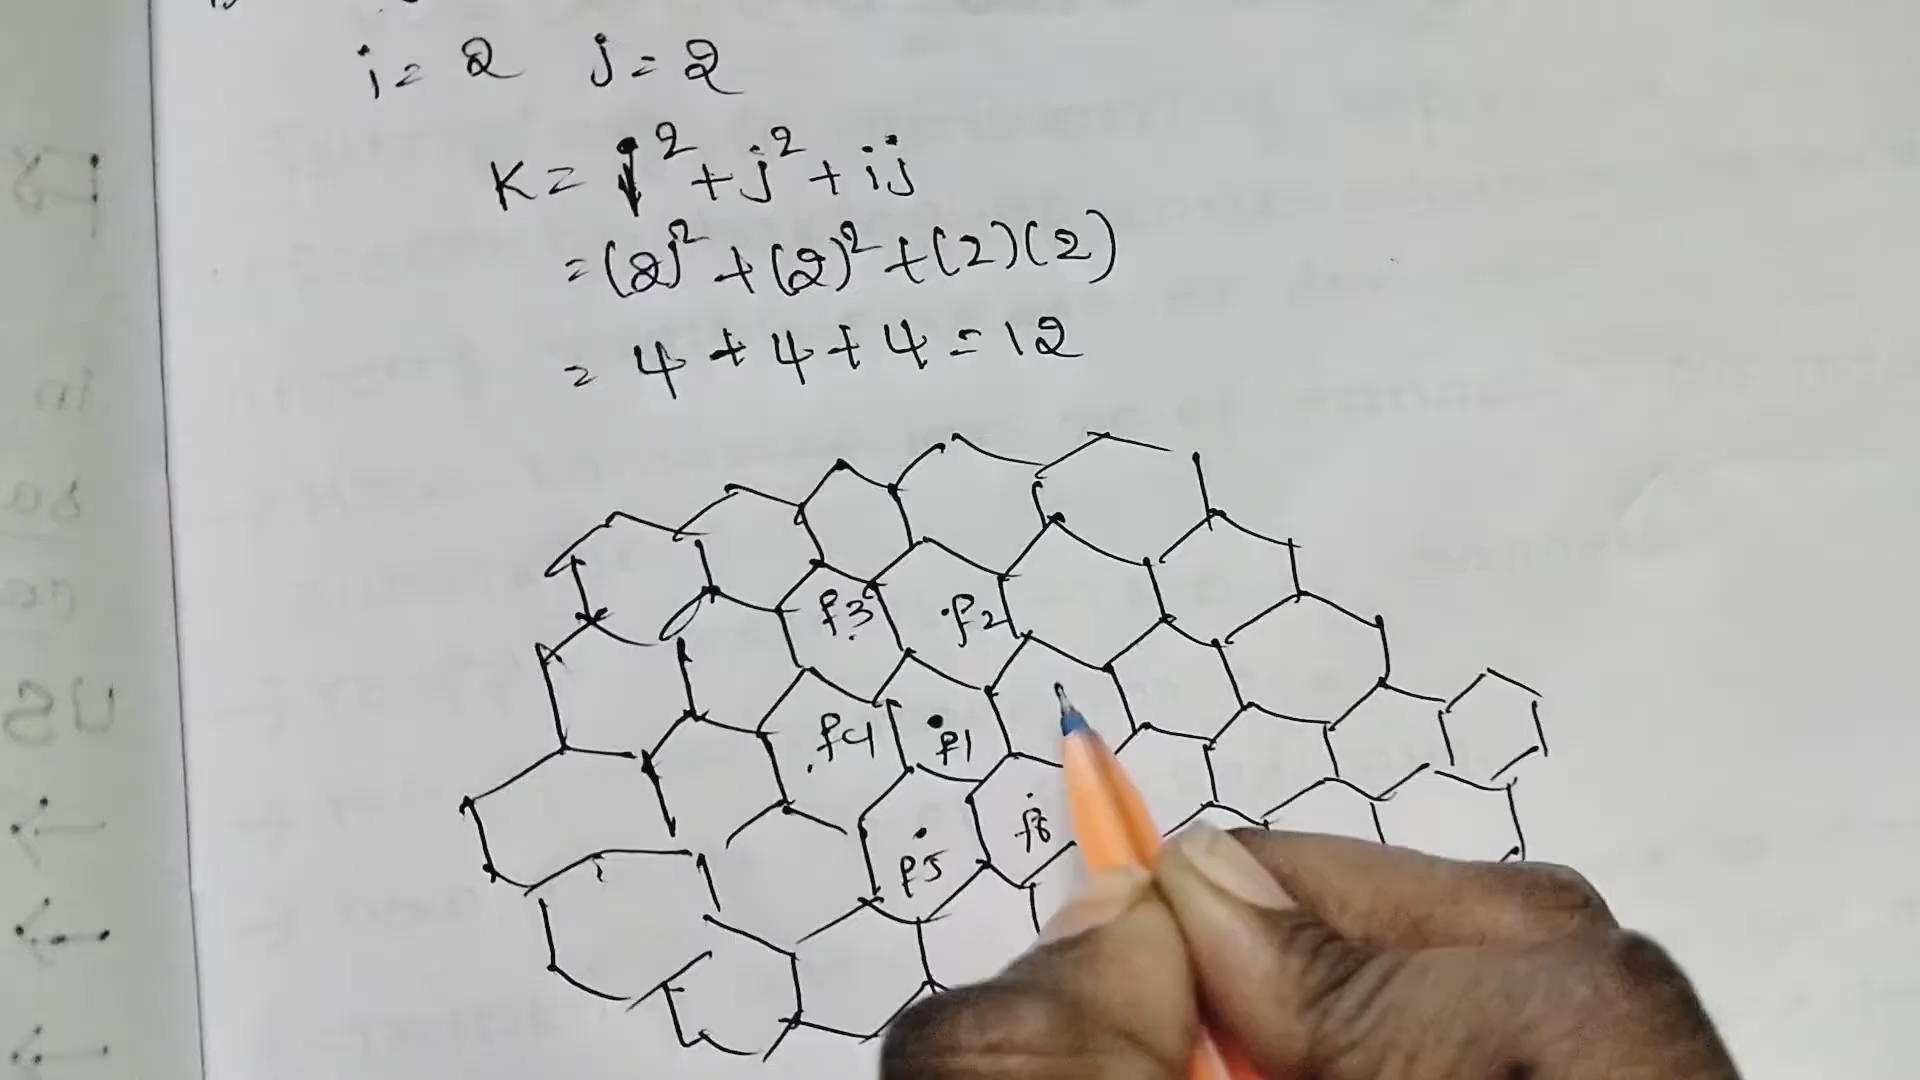 i = 2 j = 2
K = i² + j² + ij
= (2)² + (2)² + (2)(2)
= 4 + 4 + 4 = 12
f3 f2
f4 f1
f5 f6